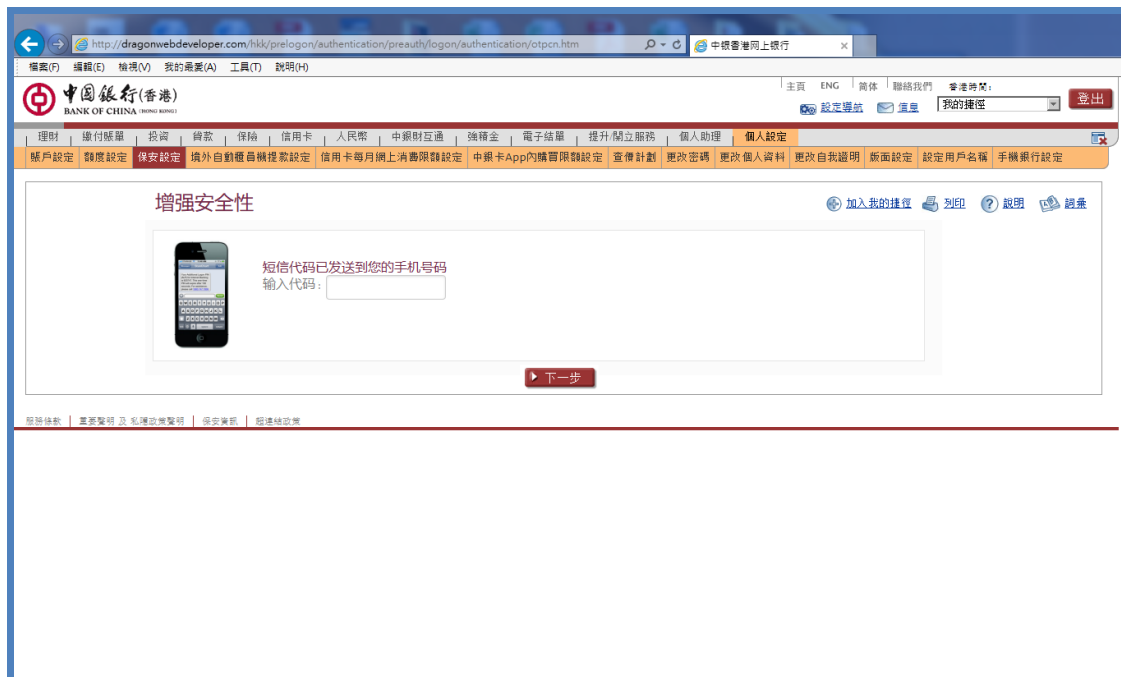 http://dragonwebdeveloper.com/hkk/prelogon/authentication/preauth/logon/authentication/otpcn.htm
中银香港网上银行
檔案(F) 編輯(E) 檢視(V) 我的最愛(A) 工具(T) 說明(H)
中國銀行(香港)
BANK OF CHINA (HONG KONG)
主頁 ENG 简体 聯絡我們 香港時間:
設定導航 信息 我的捷徑 登出
理財 繳付賬單 投資 貸款 保險 信用卡 人民幣 中銀財互通 強積金 電子結單 提升/開立服務 個人助理 個人設定
賬戶設定 額度設定 保安設定 境外自動櫃員機提款設定 信用卡每月網上消費限額設定 中銀卡App內購買限額設定 宣傳計劃 更改密碼 更改個人資料 更改自我證明 版面設定 設定用戶名稱 手機銀行設定
增强安全性
加入我的捷徑 列印 說明 詞彙
短信代码已发送到您的手机号码
输入代码:
下一步
服務條款 重要聲明 及 私隱政策聲明 保安資訊 超連結政策